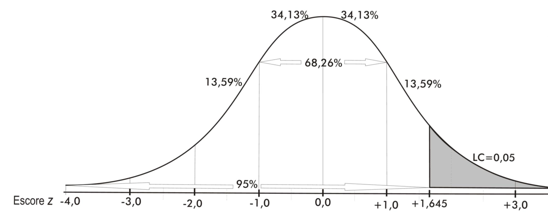 34,13% 34,13%
68,26%
13,59% 13,59%
LC=0,05
95%
Escore z -4,0 -3,0 -2,0 -1,0 0,0 +1,0 +1,645 +3,0